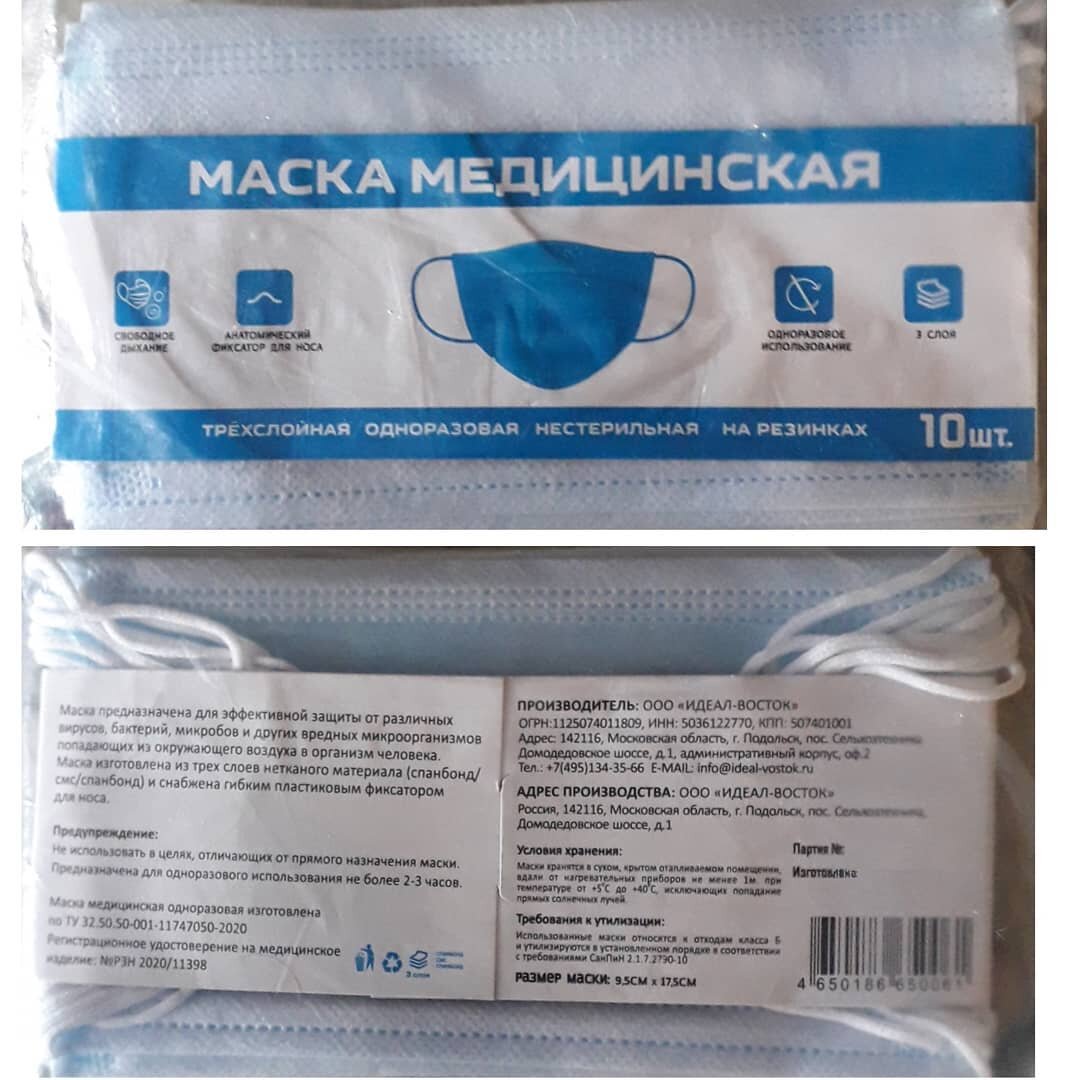 МАСКА МЕДИЦИНСКАЯ
СВОБОДНОЕ
ДЫХАНИЕ
АНАТОМИЧЕСКИЙ
ФИКСАТОР ДЛЯ НОСА
ОДНОРАЗОВОЕ
ИСПОЛЬЗОВАНИЕ
3 СЛОЯ
ТРЁХСЛОЙНАЯ ОДНОРАЗОВАЯ НЕСТЕРИЛЬНАЯ НА РЕЗИНКАХ 10 шт.
Маска предназначена для эффективной защиты от различных
вирусов, бактерий, микробов и других вредных микроорганизмов
попадающих из окружающего воздуха в организм человека.
Маска изготовлена из трех слоев нетканого материала (спанбонд/
смс/спанбонд) и снабжена гибким пластиковым фиксатором
для носа.
Предупреждение:
Не использовать в целях, отличающих от прямого назначения маски.
Предназначена для одноразового использования не более 2-3 часов.
Маска медицинская одноразовая изготовлена
по ТУ 32.50.50-001-11747050-2020
Регистрационное удостоверение на медицинское
изделие: №РЗН 2020/11398
3 слоя
ПРОИЗВОДИТЕЛЬ: ООО «ИДЕАЛ-ВОСТОК»
ОГРН:1125074011809, ИНН: 5036122770, КПП: 507401001
Адрес: 142116, Московская область, г. Подольск, пос. Сельхозтехника,
Домодедовское шоссе, д.1, административный корпус, оф.2
Тел.: +7(495)134-35-66 E-MAIL: info@ideal-vostok.ru
АДРЕС ПРОИЗВОДСТВА: ООО «ИДЕАЛ-ВОСТОК»
Россия, 142116, Московская область, г. Подольск, пос. Сельхозтехника,
Домодедовское шоссе, д.1
Условия хранения:
Маски хранятся в сухом, крытом отапливаемом помещении,
вдали от нагревательных приборов не менее 1м. при
температуре от +5°С до +40°С, исключающих попадание
прямых солнечных лучей.
Партия №:
Изготовлена:
Требования к утилизации:
Использованные маски относится к отходам класса Б
и утилизируются в установленном порядке в соответствии
с требованиями СанПиН 2.1.7.2790-10
РАЗМЕР МАСКИ: 9,5СМ х 17,5СМ
4 650186 650061